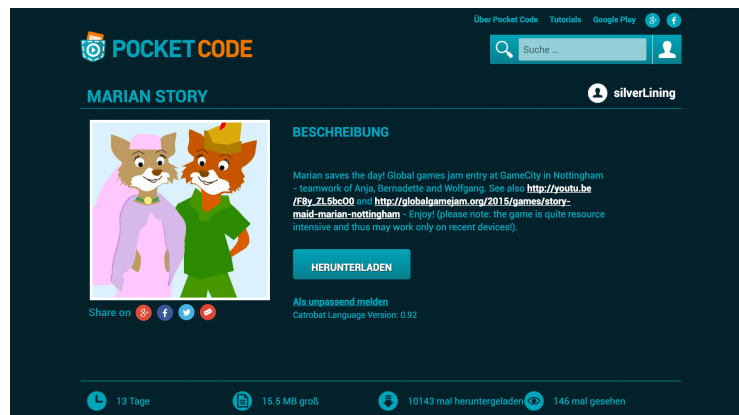 Über Pocket Code Tutorials Google Play
POCKET CODE
Suche ...
MARIAN STORY
silverLining
BESCHREIBUNG
Marian saves the day! Global games jam entry at GameCity in Nottingham
- teamwork of Anja, Bernadette and Wolfgang. See also http://youtu.be
/F8y_ZL5bcO0 and http://globalgamejam.org/2015/games/story-
maid-marian-nottingham - Enjoy! (please note: the game is quite resource
intensive and thus may work only on recent devices!).
HERUNTERLADEN
Als unpassend melden
Catrobat Language Version: 0.92
Share on
13 Tage
15.5 MB groß
10143 mal heruntergeladen
146 mal gesehen